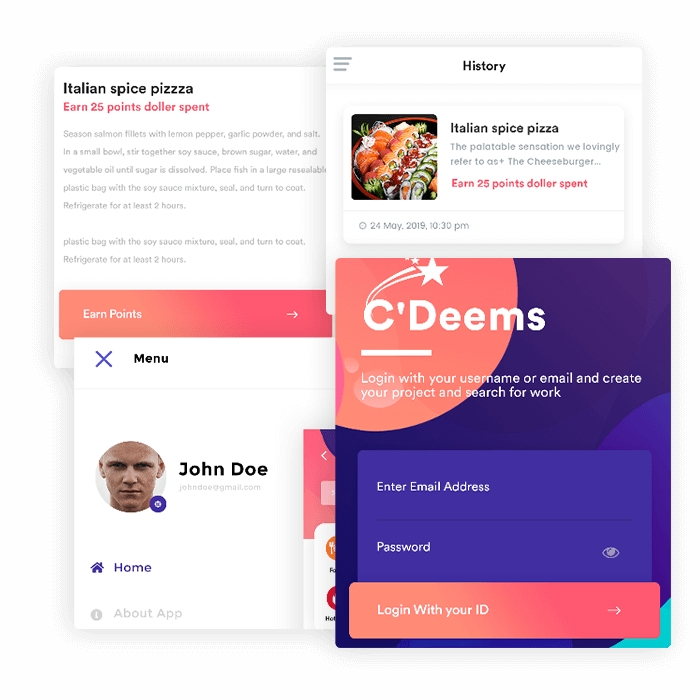 Italian spice pizzza
Earn 25 points doller spent
Season salmon fillets with lemon pepper, garlic powder, and salt.
In a small bowl, stir together soy sauce, brown sugar, water, and
vegetable oil until sugar is dissolved. Place fish in a large resealable
plastic bag with the soy sauce mixture, seal, and turn to coat.
Refrigerate for at least 2 hours.
plastic bag with the soy sauce mixture, seal, and turn to coat.
Refrigerate for at least 2 hours.
Earn Points
History
Italian spice pizza
The palatable sensation we lovingly
refer to as+ The Cheeseburger...
Earn 25 points doller spent
24 May, 2019, 10:30 pm
Menu
John Doe
johndoe@gmail.com
Home
About App
C'Deems
Login with your username or email and create
your project and search for work
Enter Email Address
Password
Login With your ID